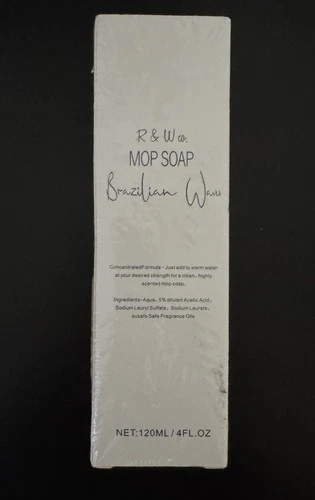 R & W co.
MOP SOAP
Brazilian Waves
Concentrated Formula - Just add to warm water
at your desired strength for a clean, highly
scented mop soap.
Ingredients-Aqua, 5% diluted Acetic Acid,
Sodium Lauryl Sulfate, Sodium Laurate,
Safe Fragrance Oils
NET:120ML / 4FL.OZ